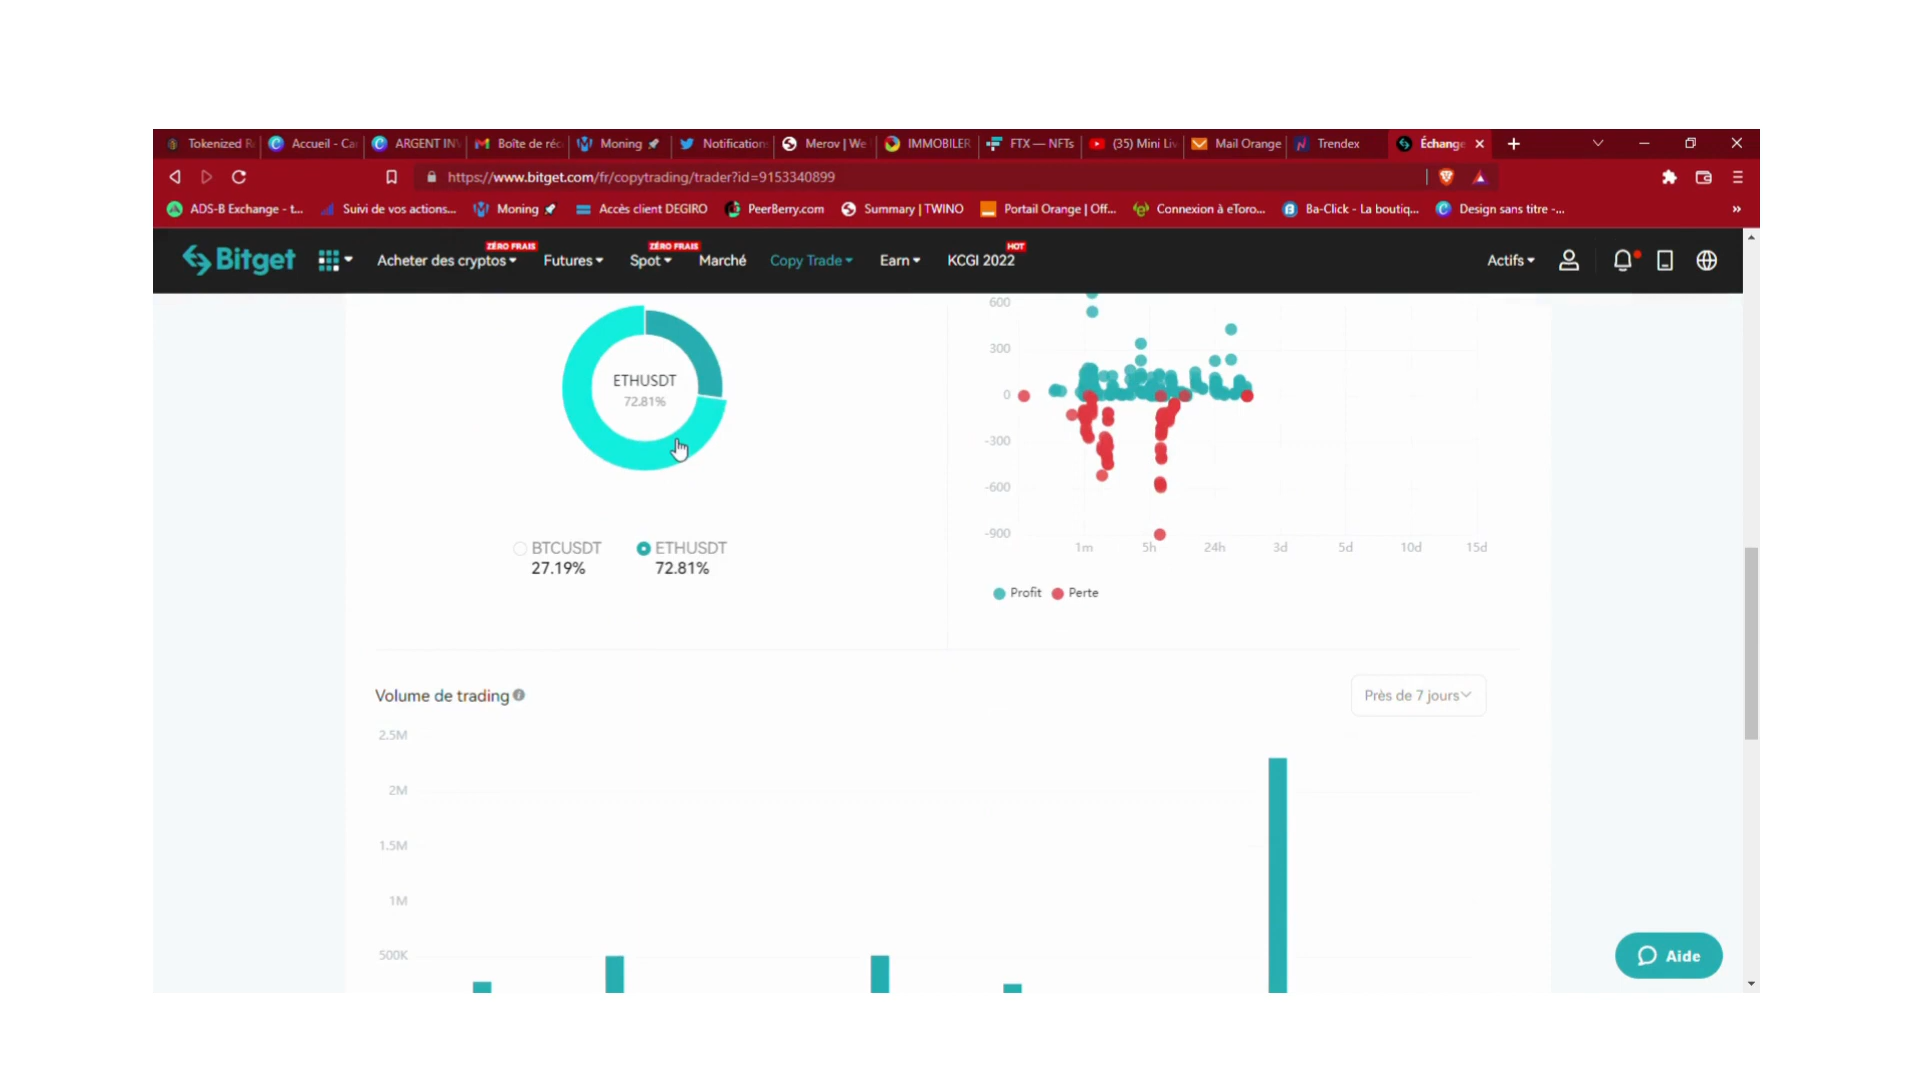 Tokenized R
Accueil - Ca
ARGENT IN
Boîte de réc
Moning
Notification
Merov | We
IMMOBILER
FTX — NFTs
(35) Mini Liv
Mail Orange
Trendex
Échange
https://www.bitget.com/fr/copytrading/trader?id=9153340899
ADS-B Exchange - t...
Suivi de vos actions...
Moning
Accès client DEGIRO
PeerBerry.com
Summary | TWINO
Portail Orange | Off...
Connexion à eToro...
Ba-Click - La boutiq...
Design sans titre -...
Bitget
Acheter des cryptos
ZÉRO FRAIS
Futures
Spot
ZÉRO FRAIS
Marché
Copy Trade
Earn
KCGI 2022
HOT
Actifs
ETHUSDT
72.81%
BTCUSDT
27.19%
ETHUSDT
72.81%
600
300
0
-300
-600
-900
1m 5h 24h 3d 5d 10d 15d
Profit Perte
Volume de trading
Près de 7 jours
2.5M
2M
1.5M
1M
500K
Aide